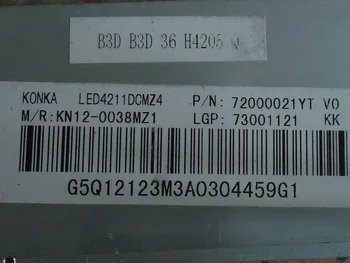 B3D B3D 36 H4205 Q
KONKA LED4211DCMZ4 P/N: 72000021YT V0
M/R:KN12-0038MZ1 LGP: 73001121 KK
G5Q12123M3A0304459G1